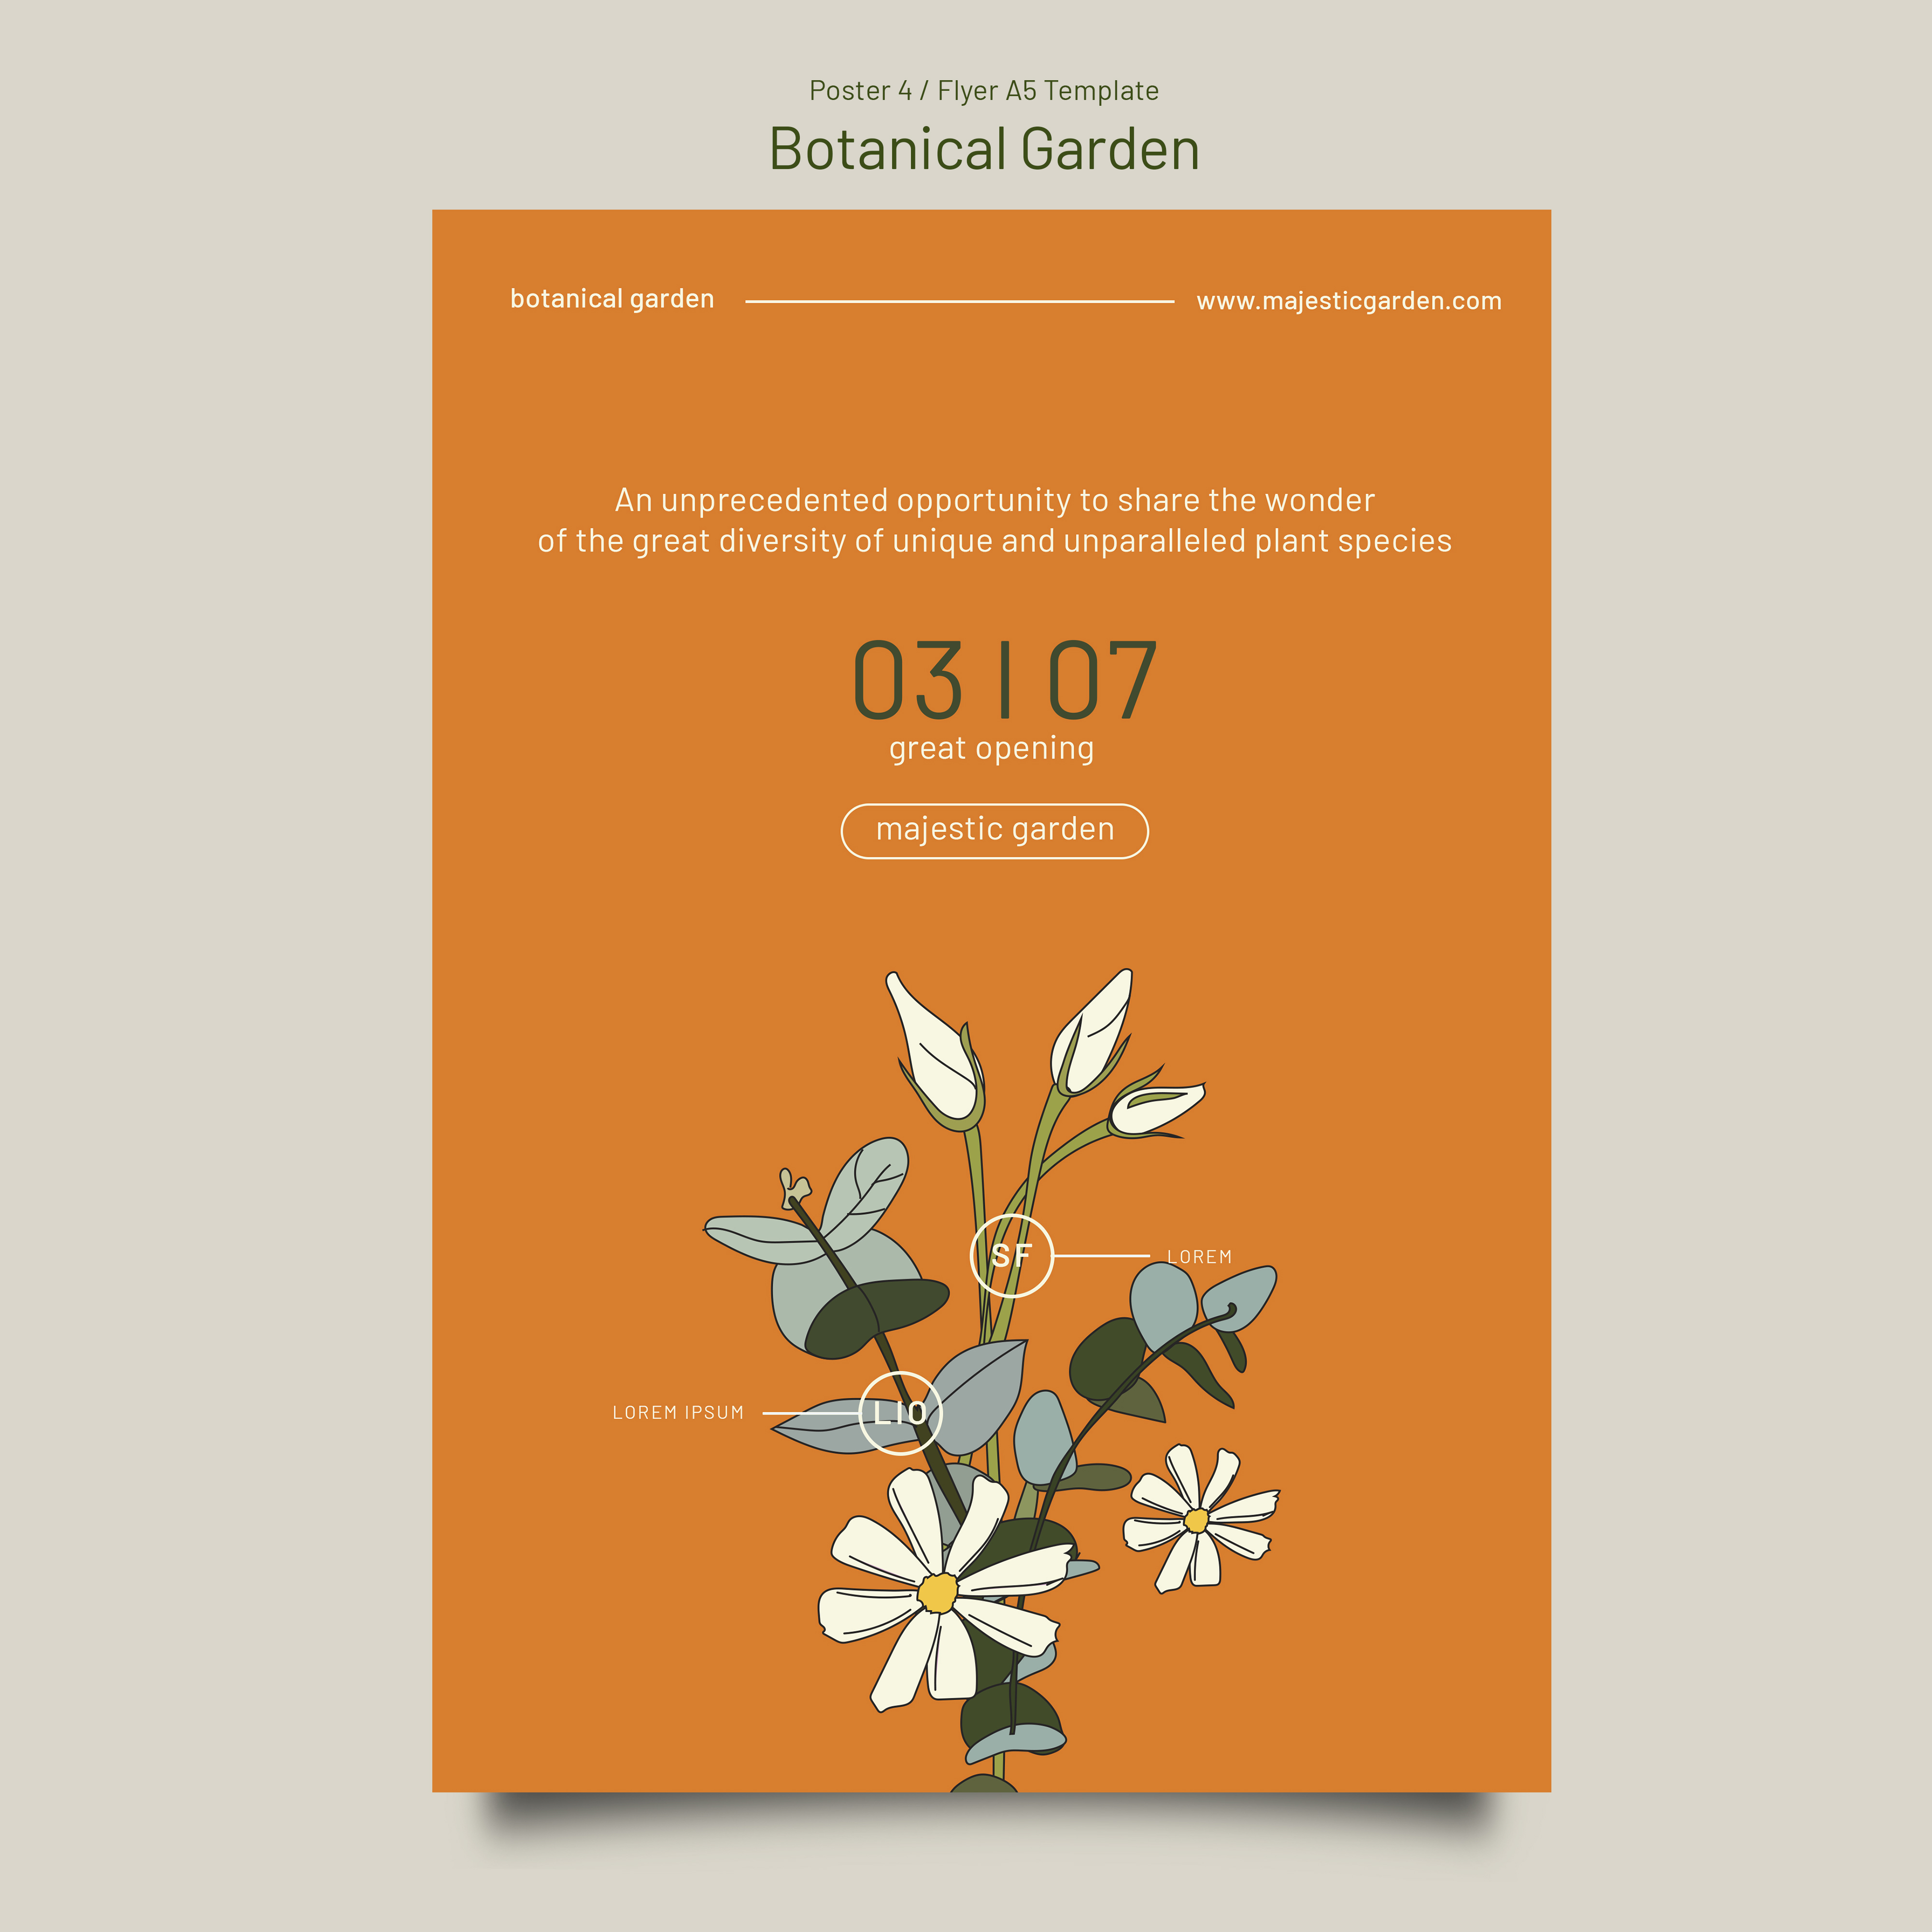 Poster 4 / Flyer A5 Template
Botanical Garden
botanical garden
www.majesticgarden.com
An unprecedented opportunity to share the wonder
of the great diversity of unique and unparalleled plant species
03 | 07
great opening
majestic garden
SF
LOREM
LOREM IPSUM
LIO